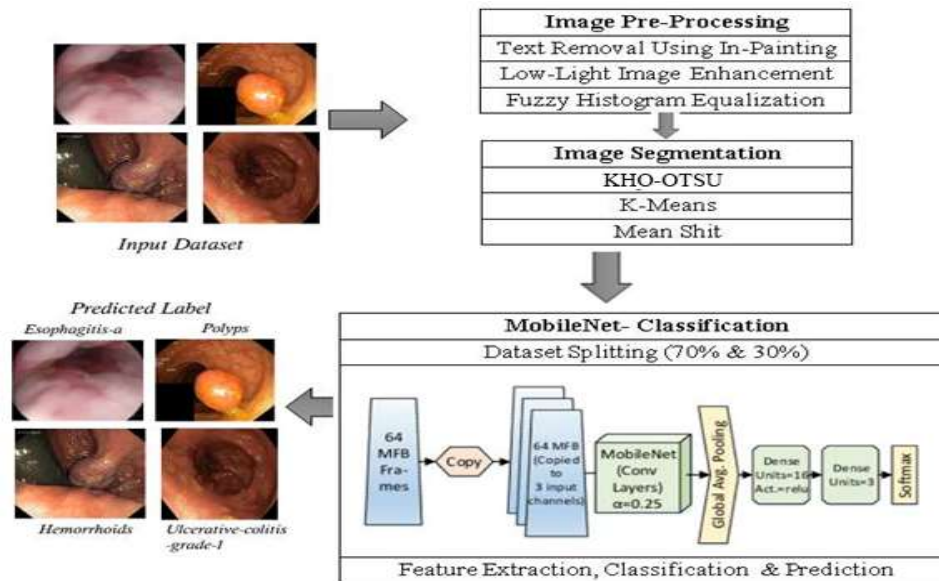 Image Pre-Processing
Text Removal Using In-Painting
Low-Light Image Enhancement
Fuzzy Histogram Equalization
Input Dataset
Image Segmentation
KHO-OTSU
K-Means
Mean Shit
Predicted Label
Esophagitis-a
Polyps
Hemorrhoids
Ulcerative-colitis
-grade-1
MobileNet- Classification
Dataset Splitting (70% & 30%)
64
MFB
Fra-
mes
Copy
64 MFB
(Copied
to
3 input
channels)
MobileNet
(Conv
Layers)
α=0.25
Global Avg. Pooling
Dense
Units=16
Act.=relu
Dense
Units=3
Softmax
Feature Extraction, Classification & Prediction